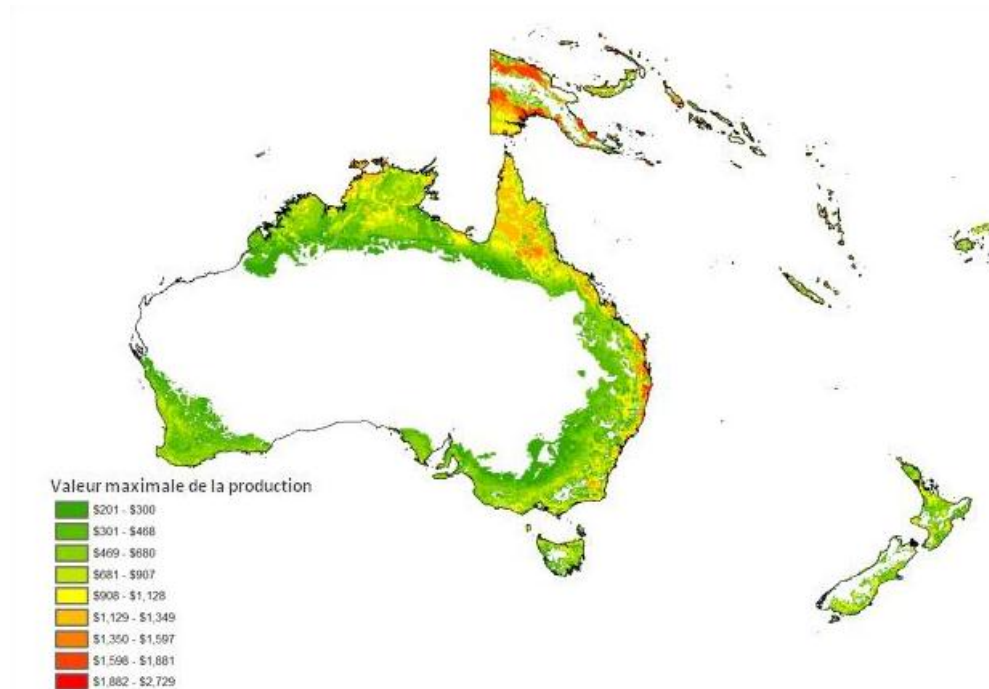 Valeur maximale de la production
$201 - $300
$301 - $468
$469 - $680
$681 - $907
$908 - $1,128
$1,129 - $1,349
$1,350 - $1,597
$1,598 - $1,881
$1,882 - $2,729